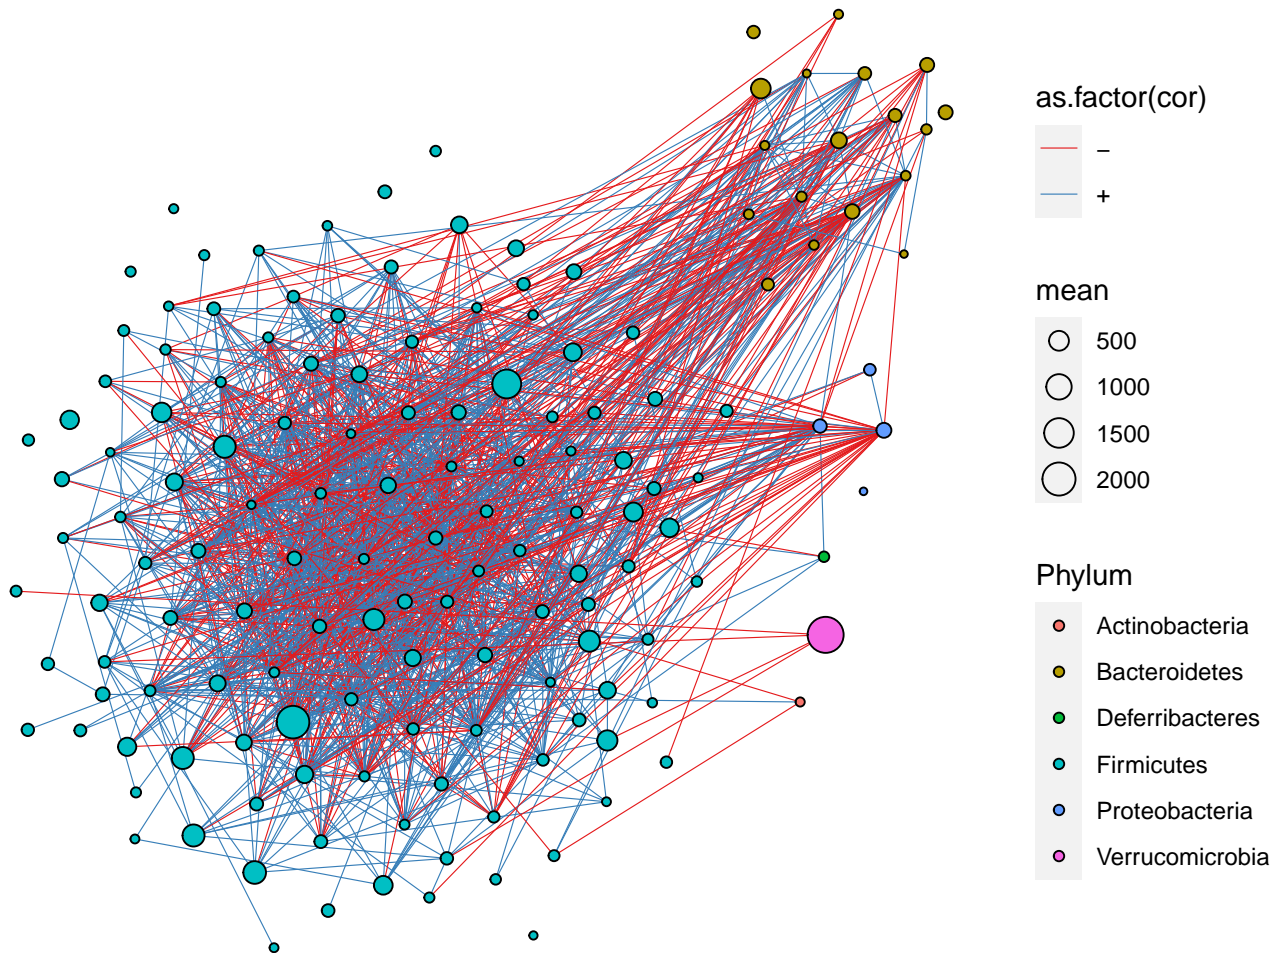 as.factor(cor)
−
+
mean
500
1000
1500
2000
Phylum
Actinobacteria
Bacteroidetes
Deferribacteres
Firmicutes
Proteobacteria
Verrucomicrobia